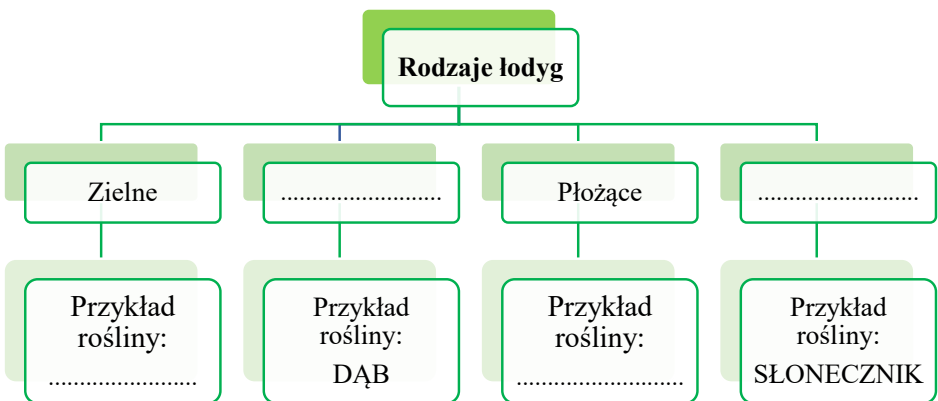 Rodzaje łodyg
Zielne
...........................
Płożące
...........................
Przykład
rośliny:
.........................
Przykład
rośliny:
DĄB
Przykład
rośliny:
.........................
Przykład
rośliny:
SŁONECZNIK